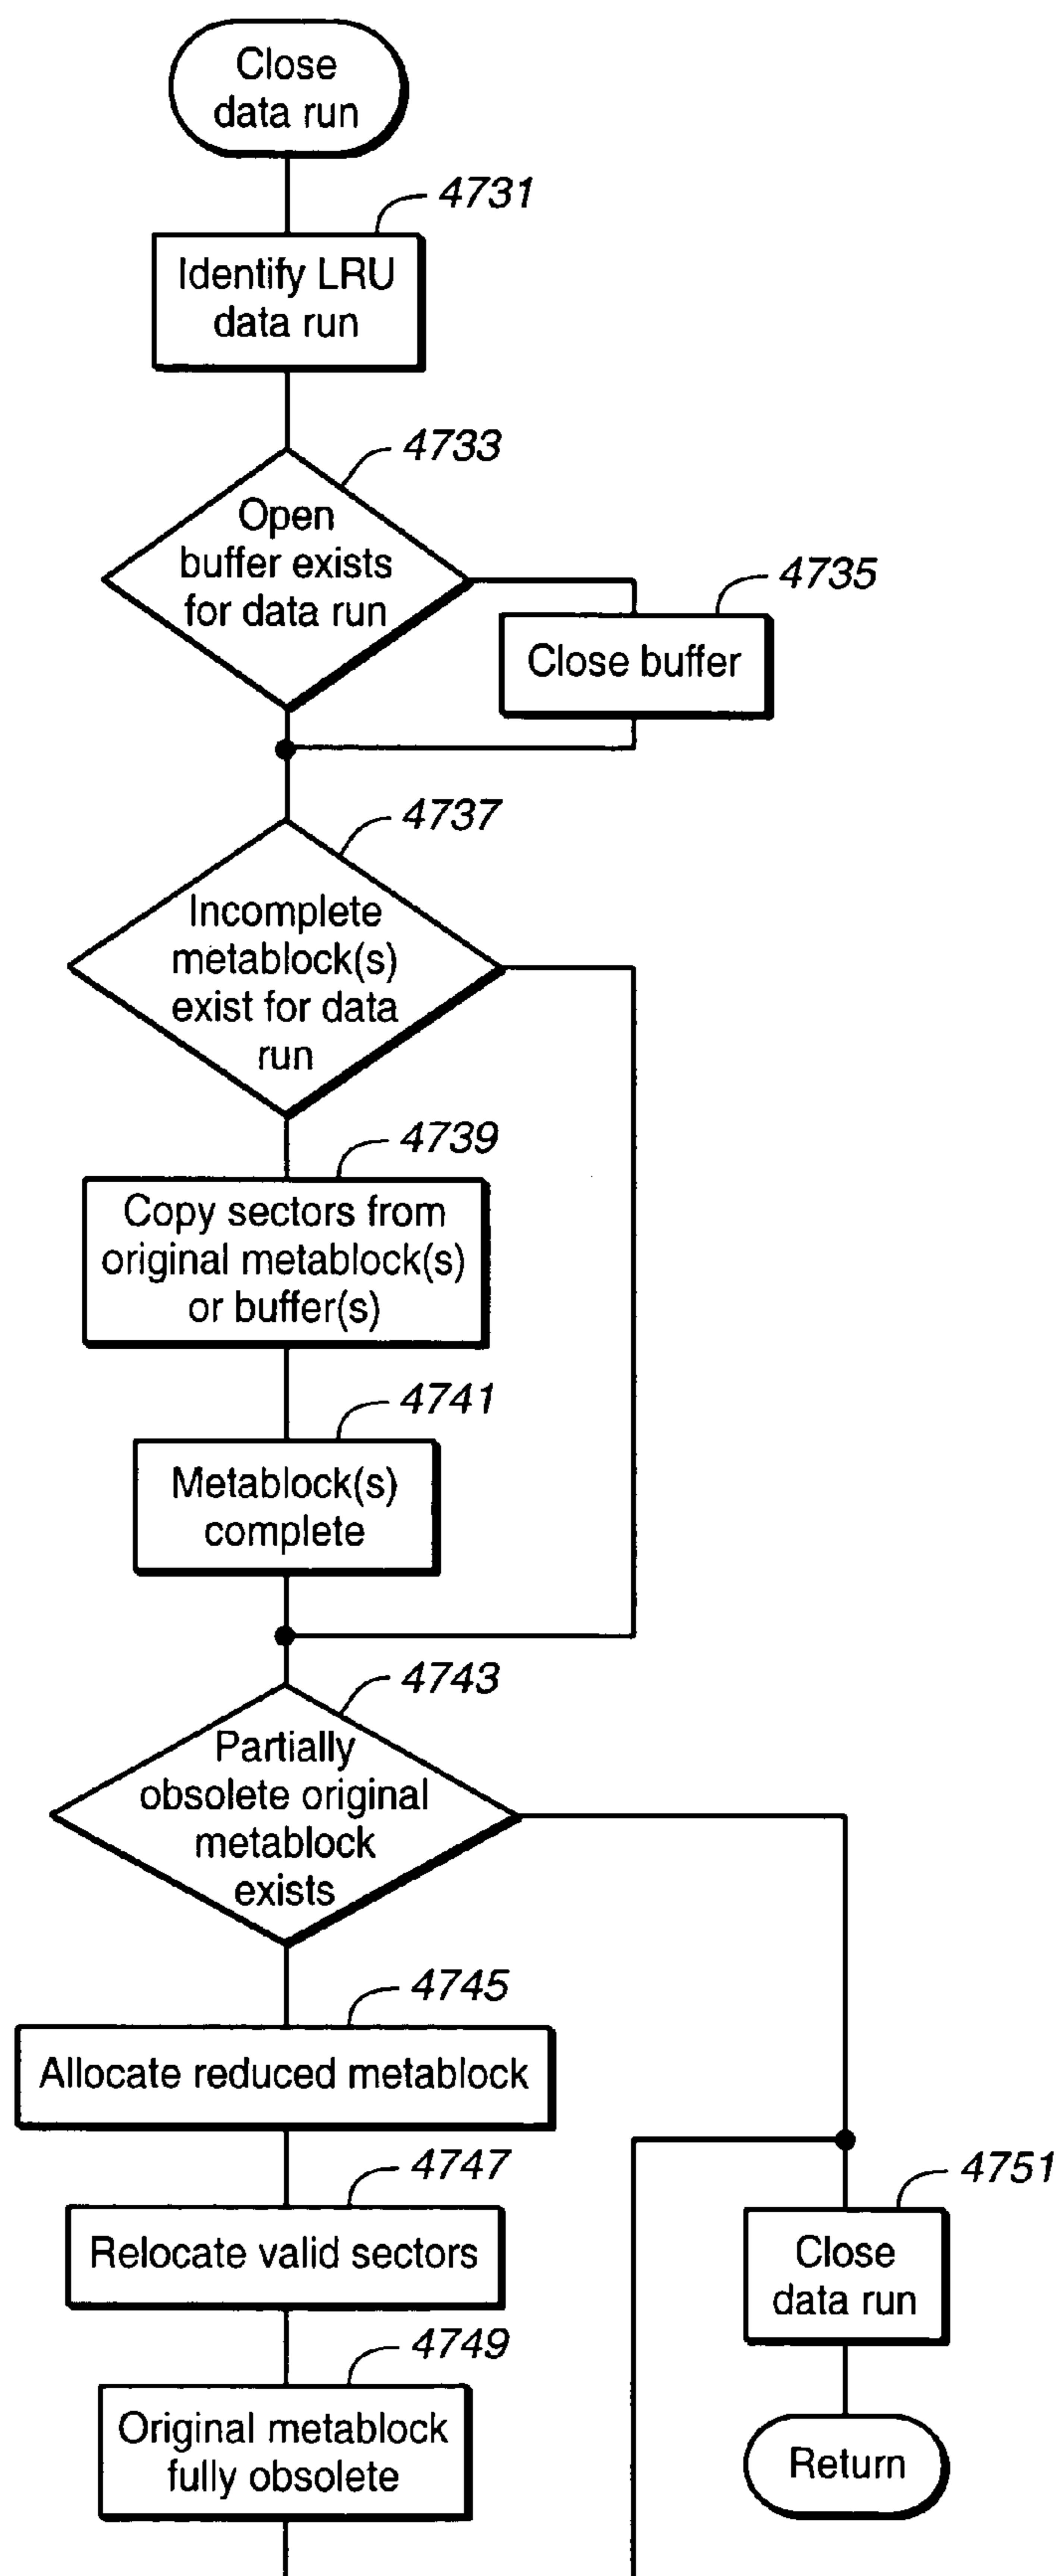 Close
data run
4731
Identify LRU
data run
4733
Open
buffer exists
for data run
4735
Close buffer
4737
Incomplete
metablock(s)
exist for data
run
4739
Copy sectors from
original metablock(s)
or buffer(s)
4741
Metablock(s)
complete
4743
Partially
obsolete original
metablock
exists
4745
Allocate reduced metablock
4747
Relocate valid sectors
4749
Original metablock
fully obsolete
4751
Close
data run
Return